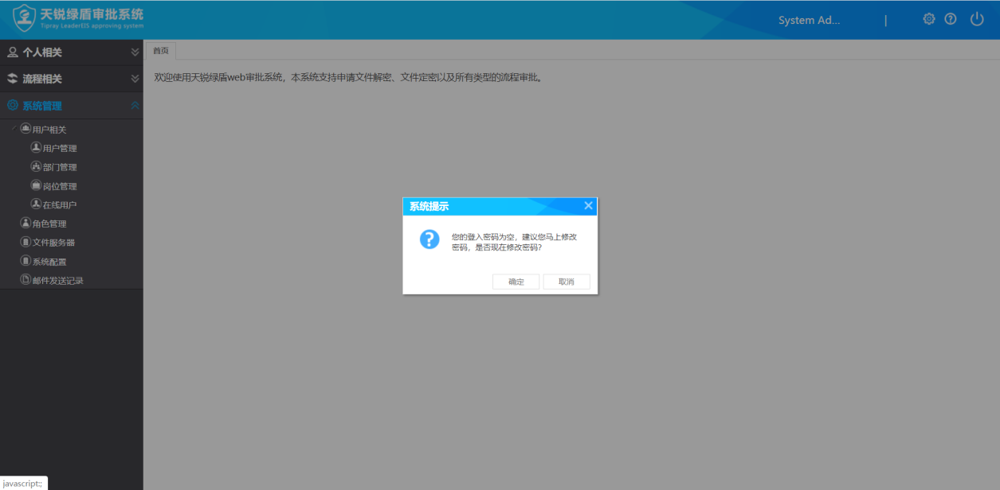 天锐绿盾审批系统
Tipray LeaderEIS approving system
System Ad...
个人相关
流程相关
系统管理
用户相关
用户管理
部门管理
岗位管理
在线用户
角色管理
文件服务器
系统配置
邮件发送记录
首页
欢迎使用天锐绿盾web审批系统，本系统支持申请文件解密、文件定密以及所有类型的流程审批。
系统提示
您的登入密码为空，建议您马上修改
密码，是否现在修改密码?
确定
取消
javascript:;